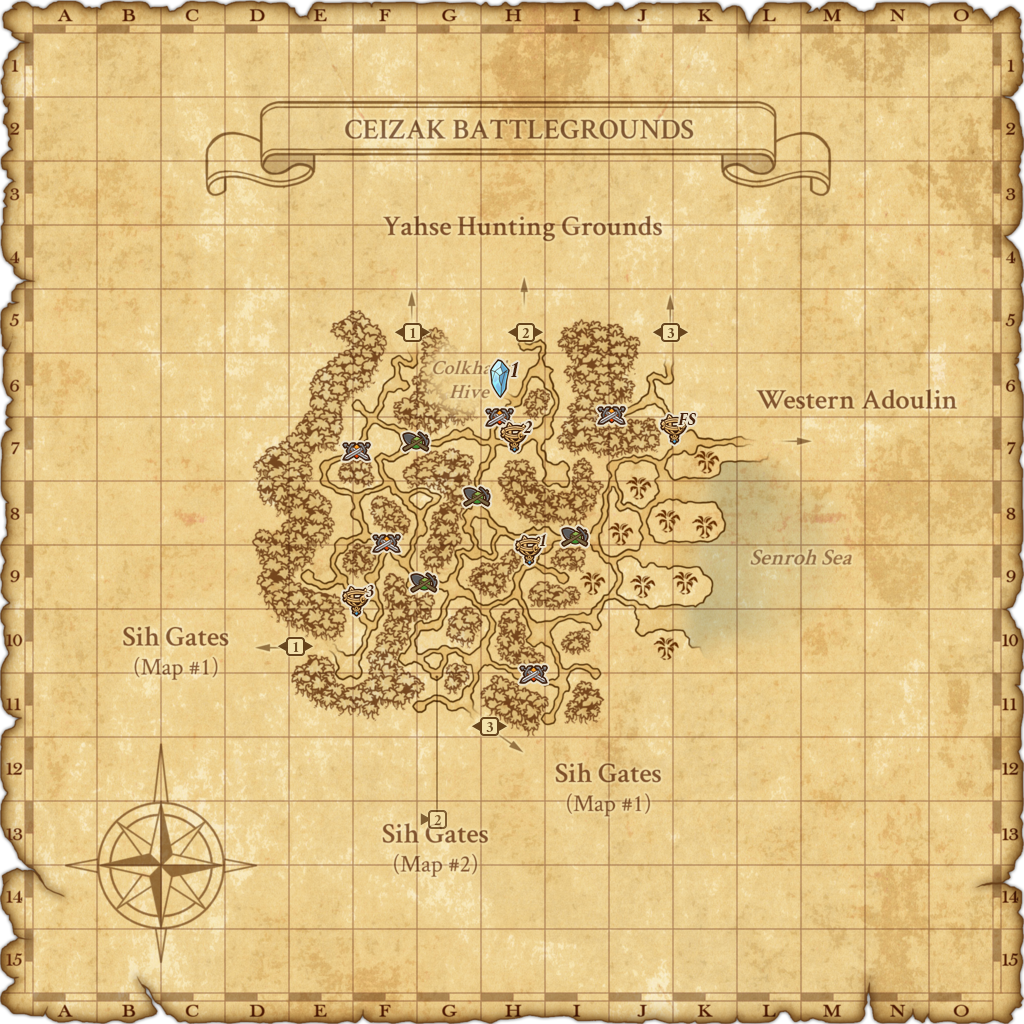 A B C D E F G H I J K L M N O
1 1
2 CEIZAK BATTLEGROUNDS 2
3 3
Yahse Hunting Grounds
4 4
5 1 2 3 5
Colkha
1
6 Hive 6
Western Adoulin
FS
2
7 7
8 8
1
Senroh Sea
9 9
3
Sih Gates
10 1 10
(Map #1)
11 11
3
12 Sih Gates 12
(Map #1)
2
13 Sih Gates 13
(Map #2)
14 14
15 15
A B C D E F G H I J K L M N O